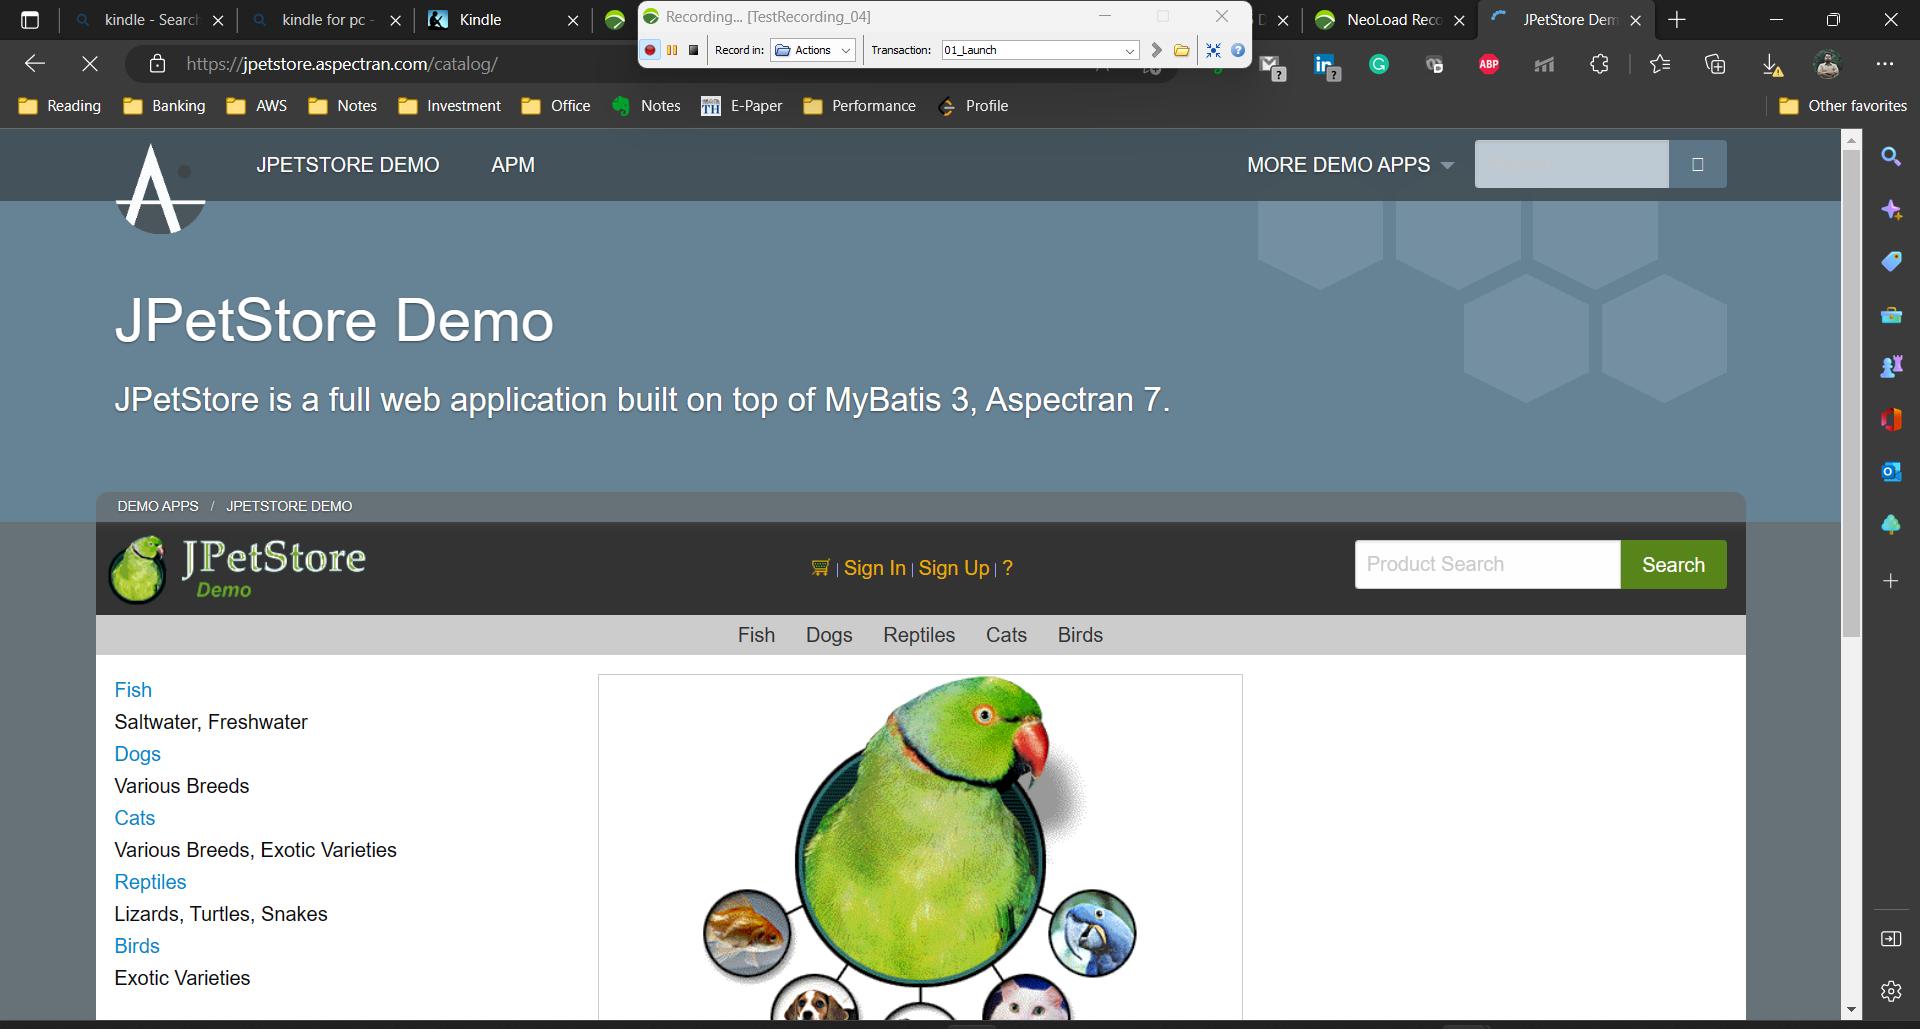 kindle - Search
kindle for pc -
Kindle
Recording... [TestRecording_04]
NeoLoad Reco
JPetStore Dem
Record in: Actions
Transaction: 01_Launch
https://jpetstore.aspectran.com/catalog/
ABP
Reading
Banking
AWS
Notes
Investment
Office
Notes
TH
E-Paper
Performance
Profile
Other favorites
JPETSTORE DEMO
APM
MORE DEMO APPS
JPetStore Demo
JPetStore is a full web application built on top of MyBatis 3, Aspectran 7.
DEMO APPS / JPETSTORE DEMO
JPetStore
Demo
| Sign In | Sign Up | ?
Product Search
Search
Fish Dogs Reptiles Cats Birds
Fish
Saltwater, Freshwater
Dogs
Various Breeds
Cats
Various Breeds, Exotic Varieties
Reptiles
Lizards, Turtles, Snakes
Birds
Exotic Varieties